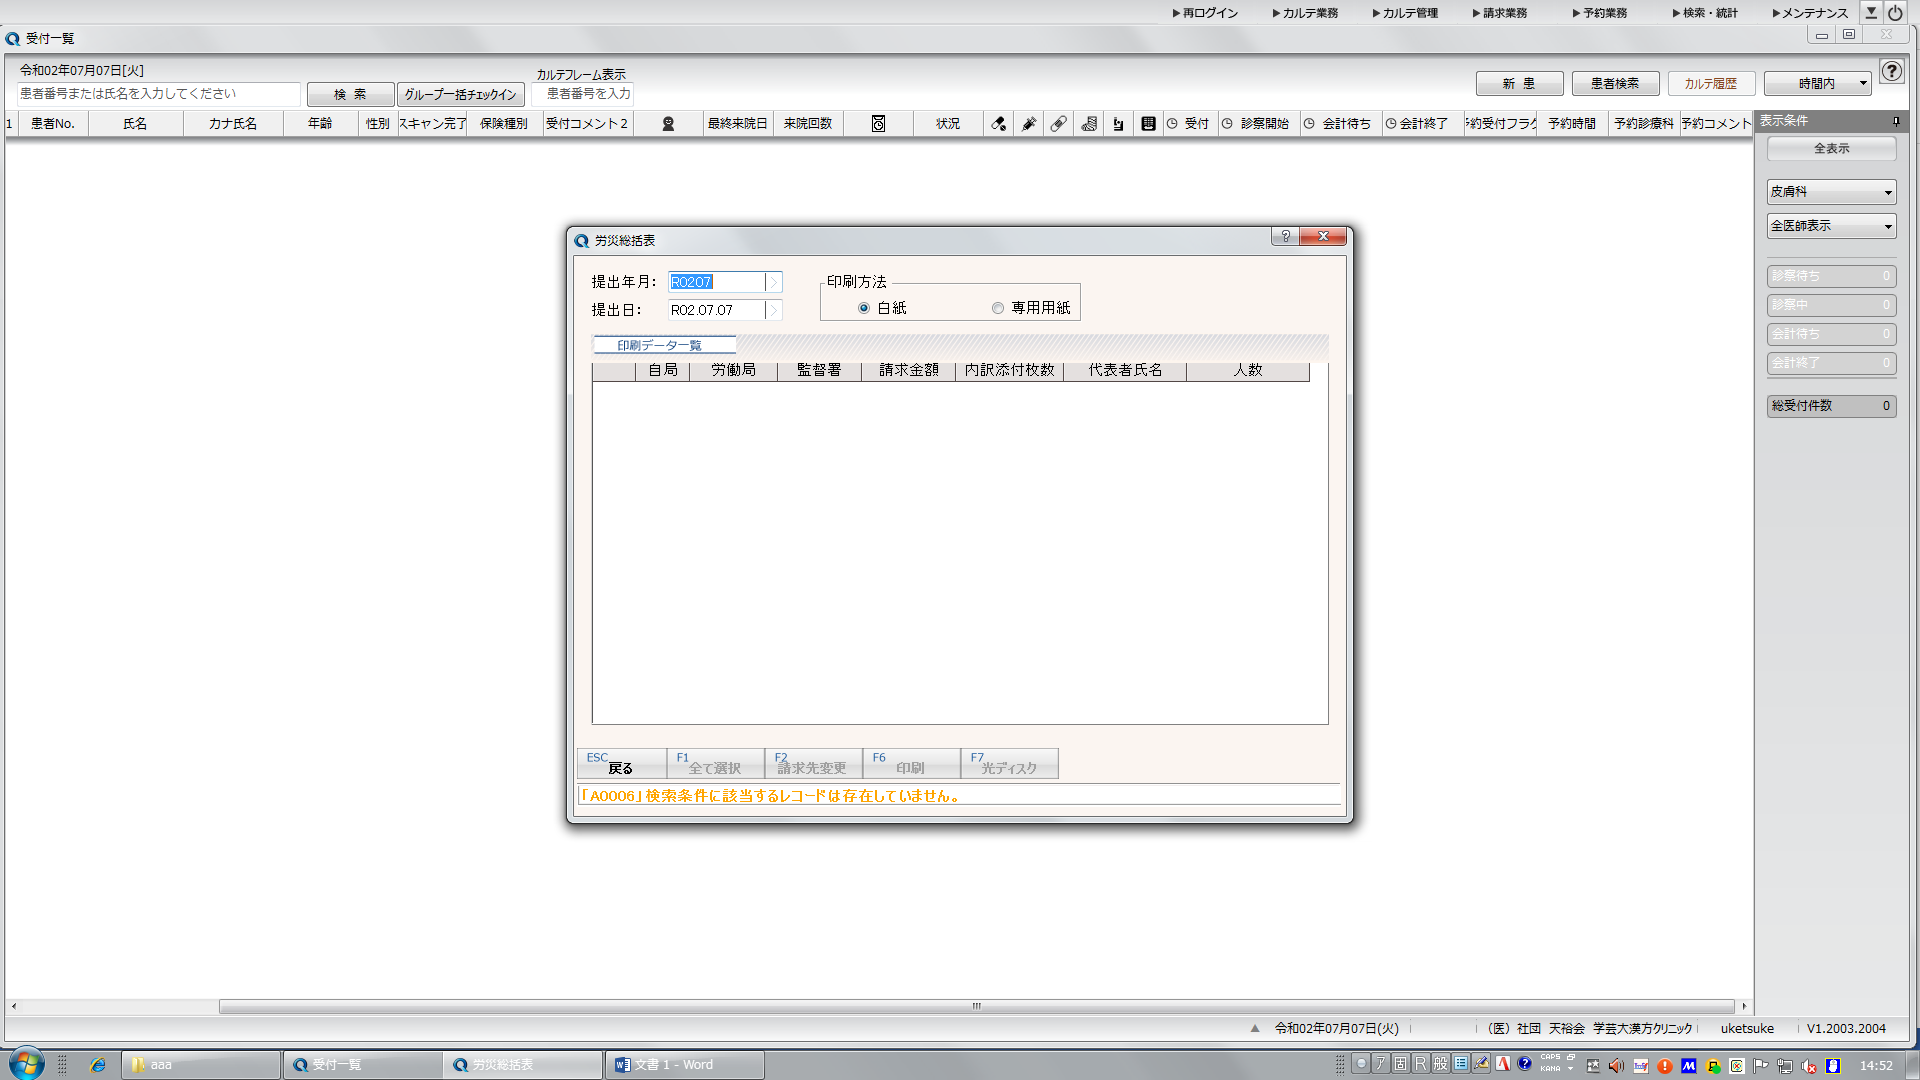 ▶再ログイン ▶カルテ業務 ▶カルテ管理 ▶請求業務 ▶予約業務 ▶検索・統計 ▶メンテナンス
受付一覧
令和02年07月07日[火]
カルテフレーム表示
患者番号または氏名を入力してください 検 索 グループ一括チェックイン 患者番号を入力
新 患 患者検索 カルテ履歴 時間内 ?
1 患者No. 氏名 カナ氏名 年齢 性別 スキャン完了 保険種別 受付コメント2 最終来院日 来院回数 状況 受付 診察開始 会計待ち 会計終了 予約受付フラグ 予約時間 予約診療科 予約コメント
表示条件
全表示
皮膚科
全医師表示
診察待ち 0
診察中 0
会計待ち 0
会計終了 0
総受付件数 0
労災総括表
?
提出年月: R0207
提出日: R02.07.07
印刷方法
白紙 専用用紙
印刷データ一覧
自局 労働局 監督署 請求金額 内訳添付枚数 代表者氏名 人数
ESC 戻る F1 全て選択 F2 請求先変更 F6 印刷 F7 光ディスク
「A0006」検索条件に該当するレコードは存在していません。
令和02年07月07日(火) (医)社団 天裕会 学芸大漢方クリニック uketsuke V1.2003.2004
aaa 受付一覧 労災総括表 文書 1 - Word
ア 固 R 般 CAPS KANA 14:52